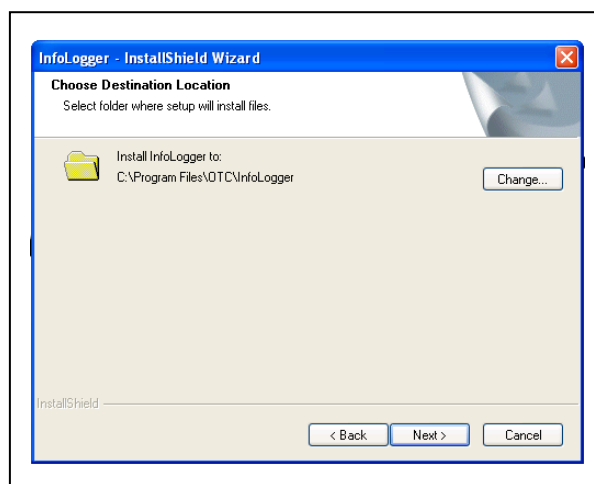 InfoLogger - InstallShield Wizard
Choose Destination Location
Select folder where setup will install files.
Install InfoLogger to:
C:\Program Files\OTC\InfoLogger
Change...
InstallShield
< Back
Next >
Cancel